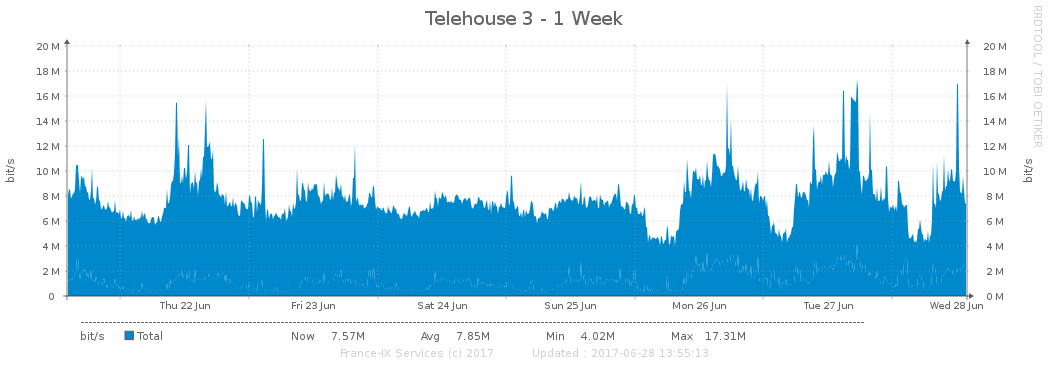 Telehouse 3 - 1 Week
RRDTOOL / TOBI OETIKER
bit/s
20 M 20 M
18 M 18 M
16 M 16 M
14 M 14 M
12 M 12 M
10 M 10 M
8 M 8 M
6 M 6 M
4 M 4 M
2 M 2 M
0 0 M
bit/s
Thu 22 Jun Fri 23 Jun Sat 24 Jun Sun 25 Jun Mon 26 Jun Tue 27 Jun Wed 28 Jun
bit/s Total Now 7.57M Avg 7.85M Min 4.02M Max 17.31M
France-IX Services (c) 2017 Updated : 2017-06-28 13:55:13